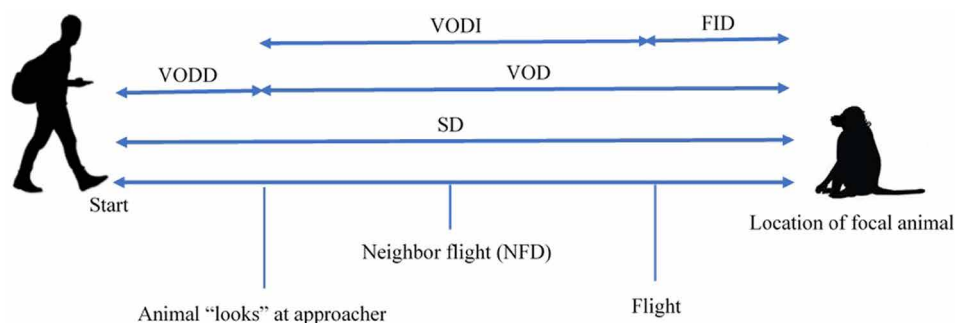 VODI
FID
VODD
VOD
SD
Start
Location of focal animal
Neighbor flight (NFD)
Animal “looks” at approacher
Flight